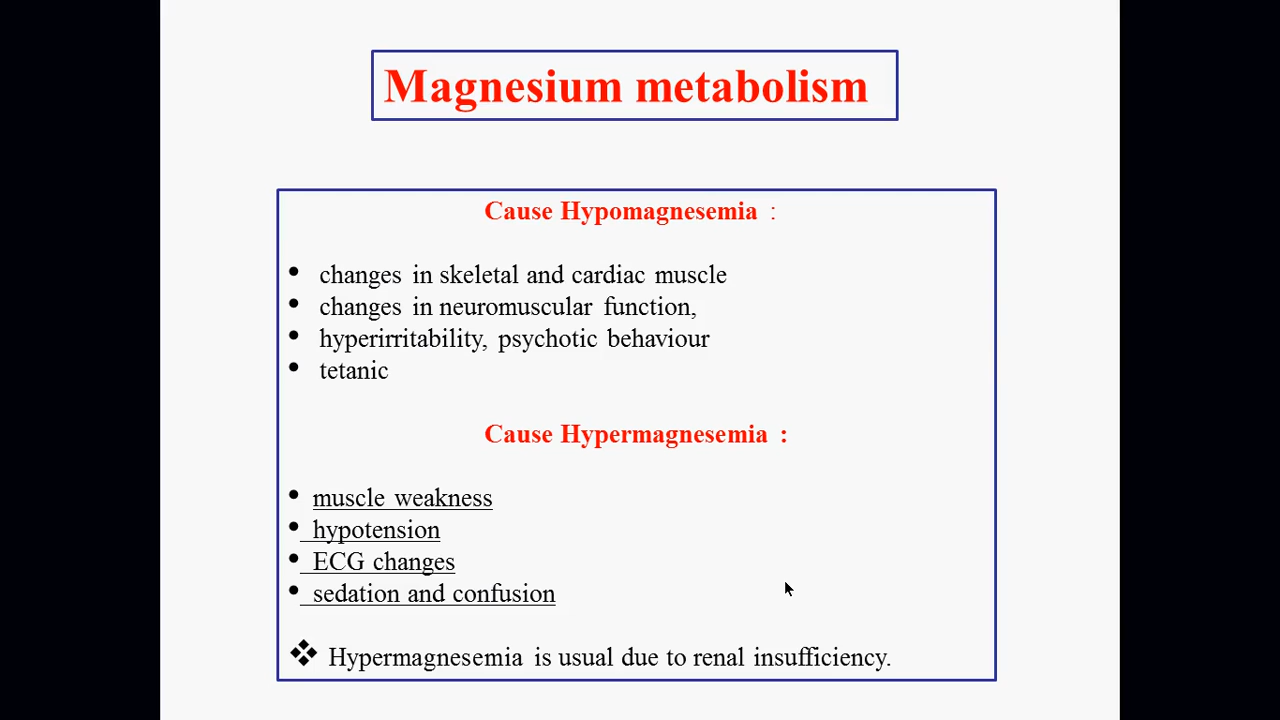 Magnesium metabolism
Cause Hypomagnesemia :
• changes in skeletal and cardiac muscle
• changes in neuromuscular function,
• hyperirritability, psychotic behaviour
• tetanic
Cause Hypermagnesemia :
• muscle weakness
• hypotension
• ECG changes
• sedation and confusion
❖ Hypermagnesemia is usual due to renal insufficiency.